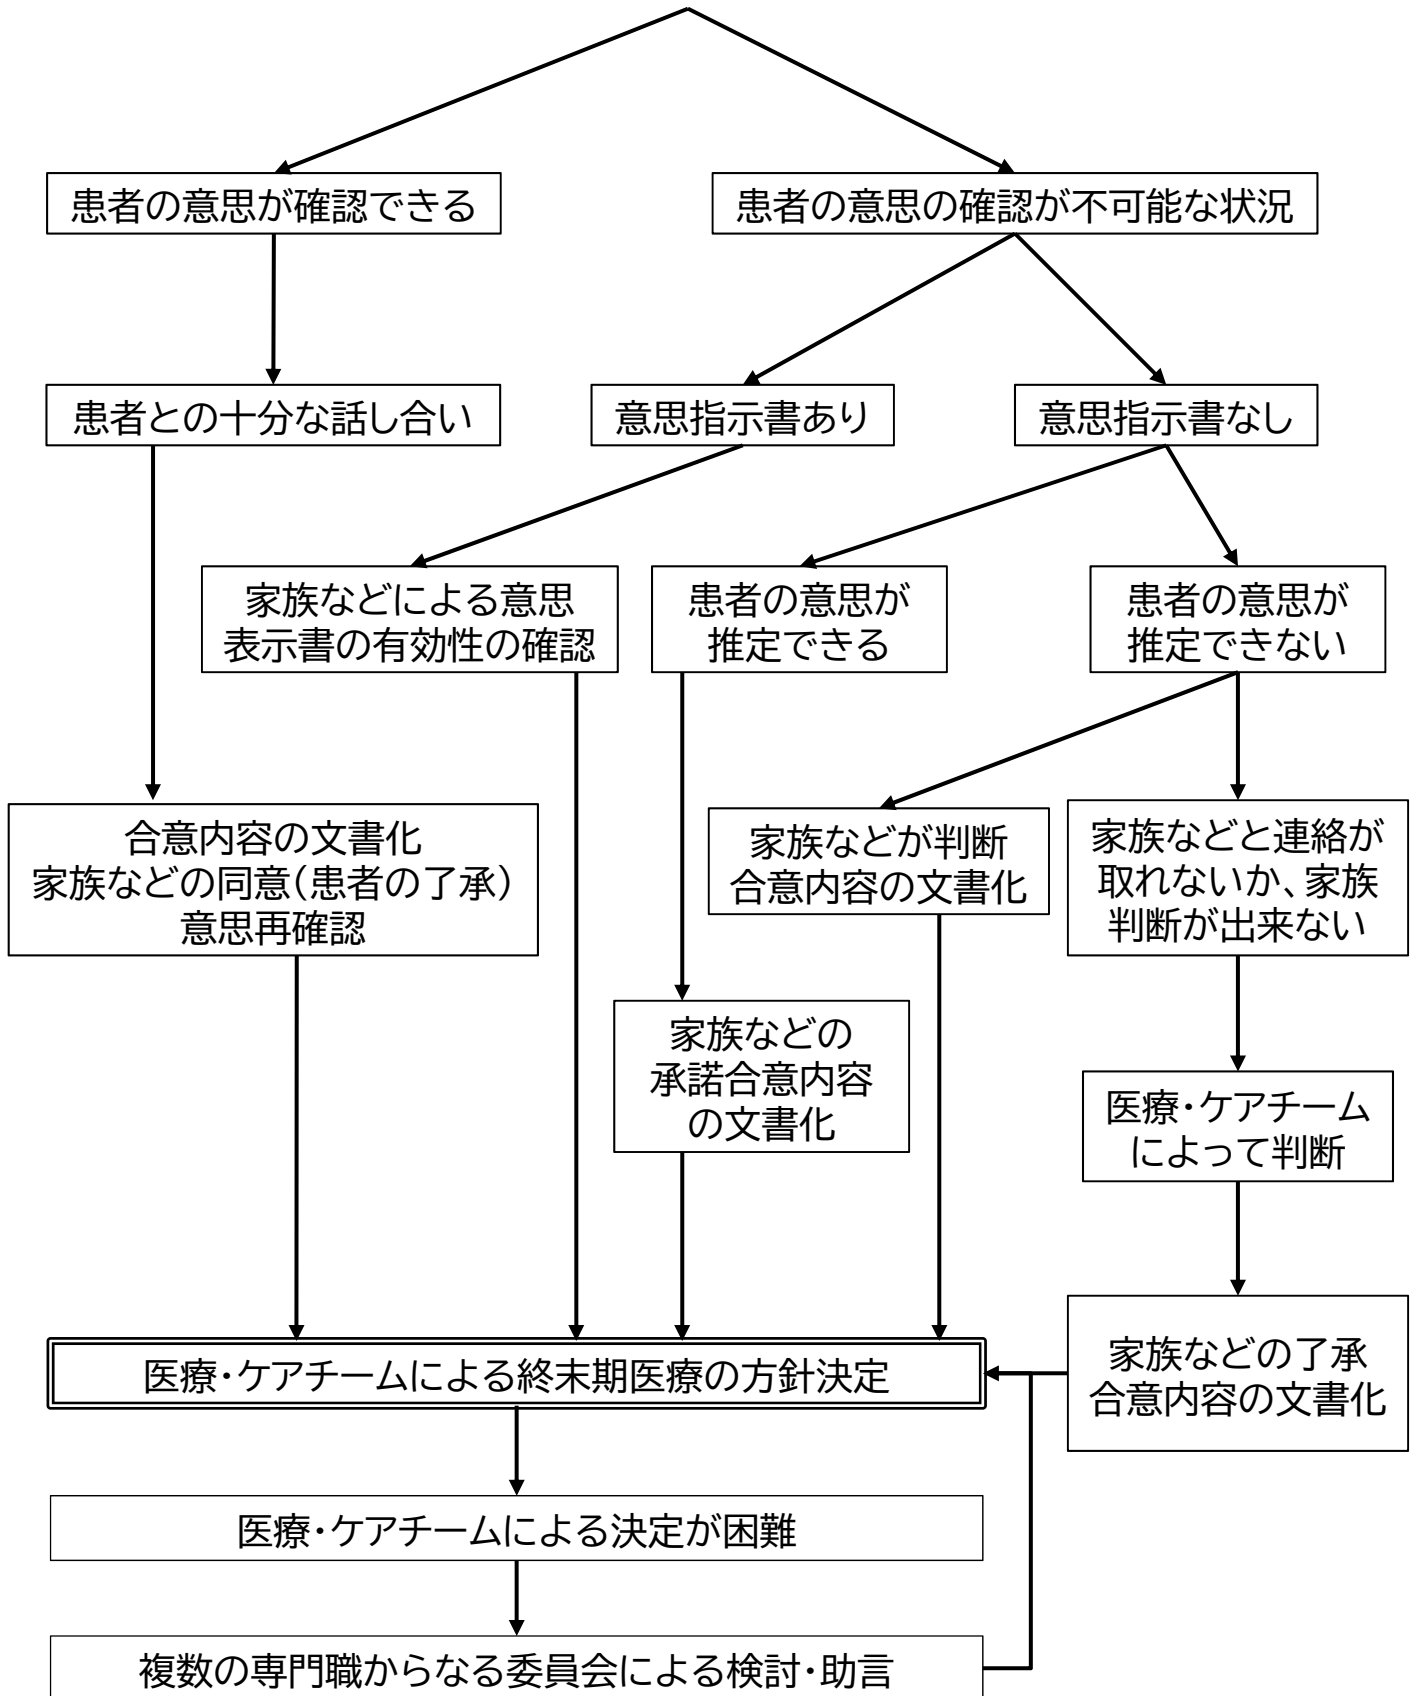 患者の意思が確認できる
患者の意思の確認が不可能な状況
患者との十分な話し合い
意思指示書あり
意思指示書なし
家族などによる意思
表示書の有効性の確認
患者の意思が
推定できる
患者の意思が
推定できない
合意内容の文書化
家族などの同意(患者の了承)
意思再確認
家族などが判断
合意内容の文書化
家族などと連絡が
取れないか、家族
判断が出来ない
家族などの
承諾合意内容
の文書化
医療・ケアチーム
によって判断
家族などの了承
合意内容の文書化
医療・ケアチームによる終末期医療の方針決定
医療・ケアチームによる決定が困難
複数の専門職からなる委員会による検討・助言